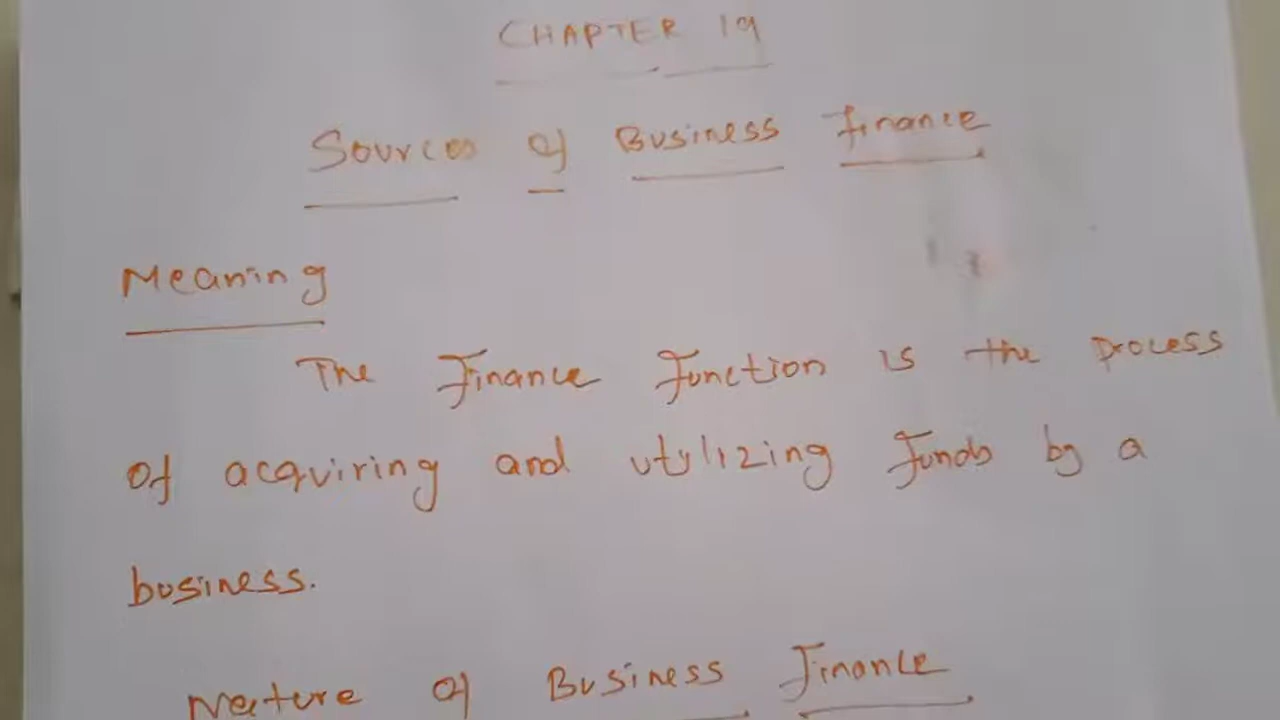 CHAPTER 19
Sources of Business Finance
Meaning
The Finance Function is the process
of acquiring and utilizing Funds by a
business.
Nature of Business Finance